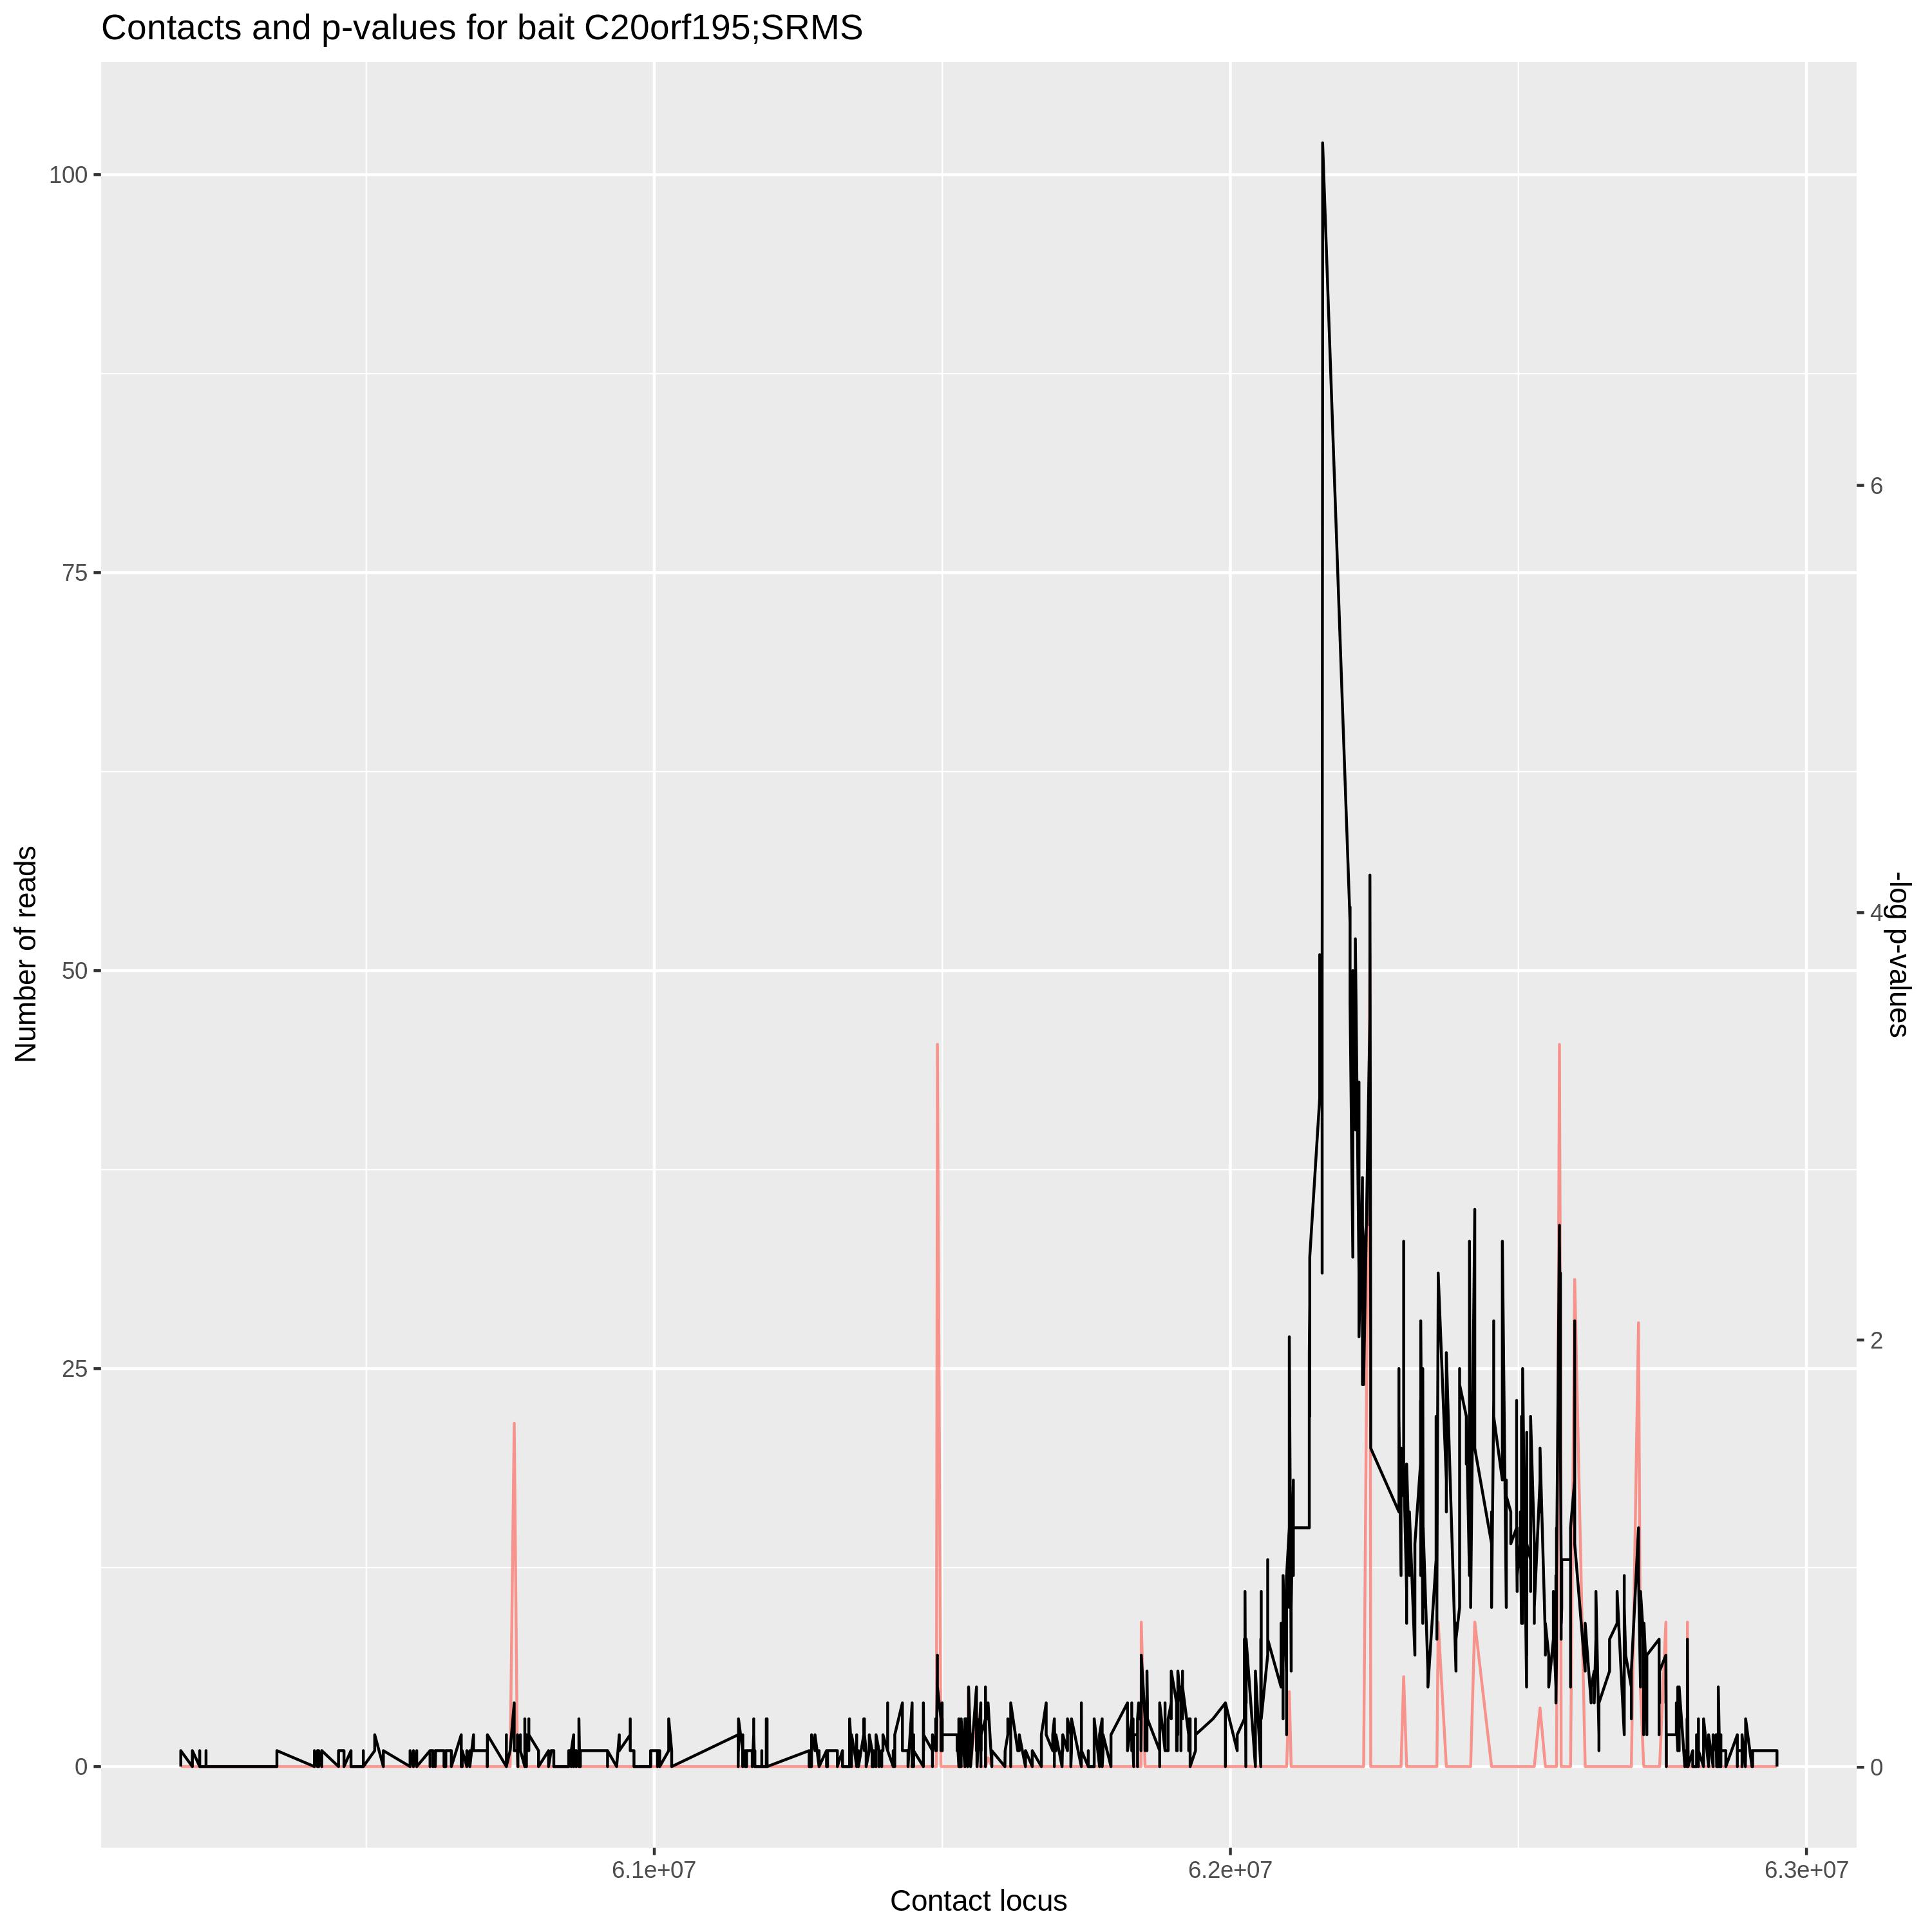 Contacts and p-values for bait C20orf195;SRMS
100
75
50
25
0
Number of reads
6
4
2
0
-log p-values
6.1e+07
6.2e+07
6.3e+07
Contact locus